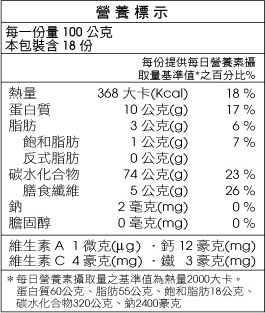 營養標示
每一份量 100 公克
本包裝含 18 份
每份提供每日營養素攝
取量基準值*之百分比%
熱量 368 大卡(Kcal) 18 %
蛋白質 10 公克(g) 17 %
脂肪 3 公克(g) 6 %
飽和脂肪 1 公克(g) 7 %
反式脂肪 0 公克(g)
碳水化合物 74 公克(g) 23 %
膳食纖維 5 公克(g) 26 %
鈉 2 毫克(mg) 0 %
膽固醇 0 毫克(mg) 0 %
維生素 A 1 微克(μg) ‧鈣 12 豪克(mg)
維生素 C 4 豪克(mg) ‧鐵 3 豪克(mg)
＊每日營養素攝取量之基準值為熱量2000大卡。
蛋白質60公克、脂肪55公克、飽和脂肪18公克、
碳水化合物320公克、鈉2400豪克